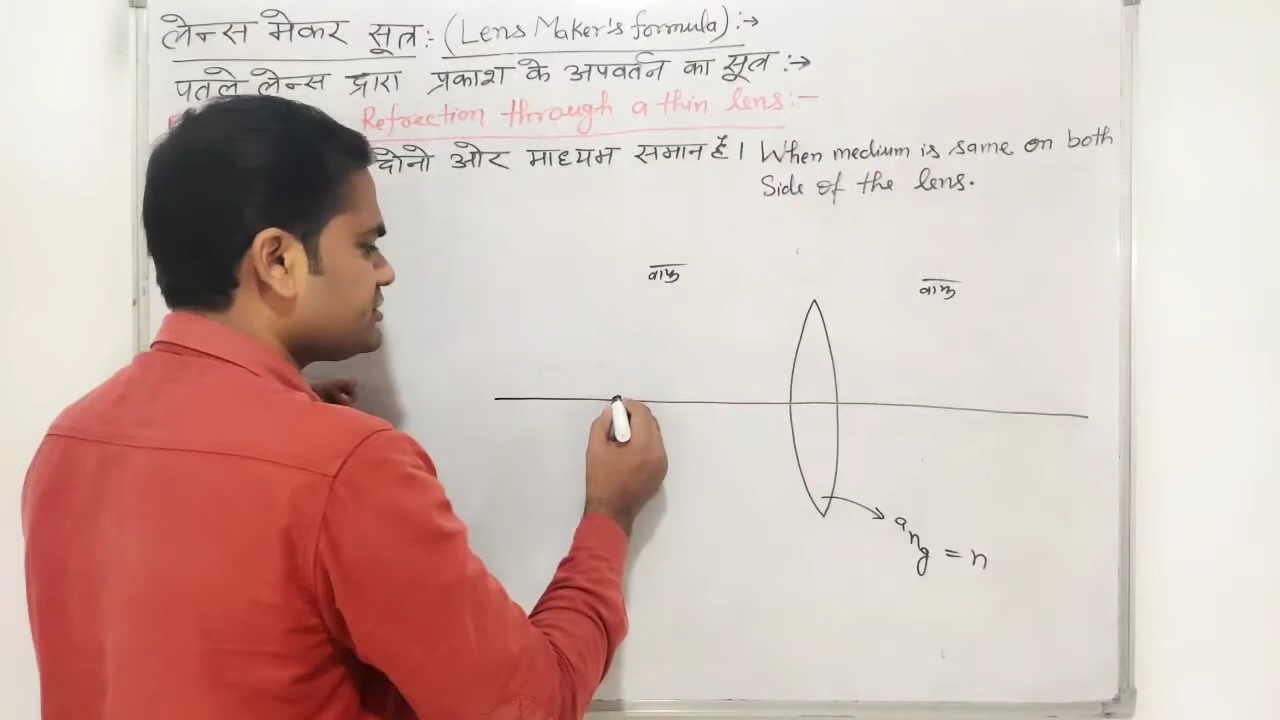 लेन्स मेकर सूत्र:- (Lens Maker's formula) :→
पतले लेन्स द्वारा प्रकाश के अपवर्तन का सूत्र :→
Refraction through a thin lens:-
दोनो ओर माध्यम समान है। When medium is same on both
Side of the lens.
वायु
वायु
ang = n